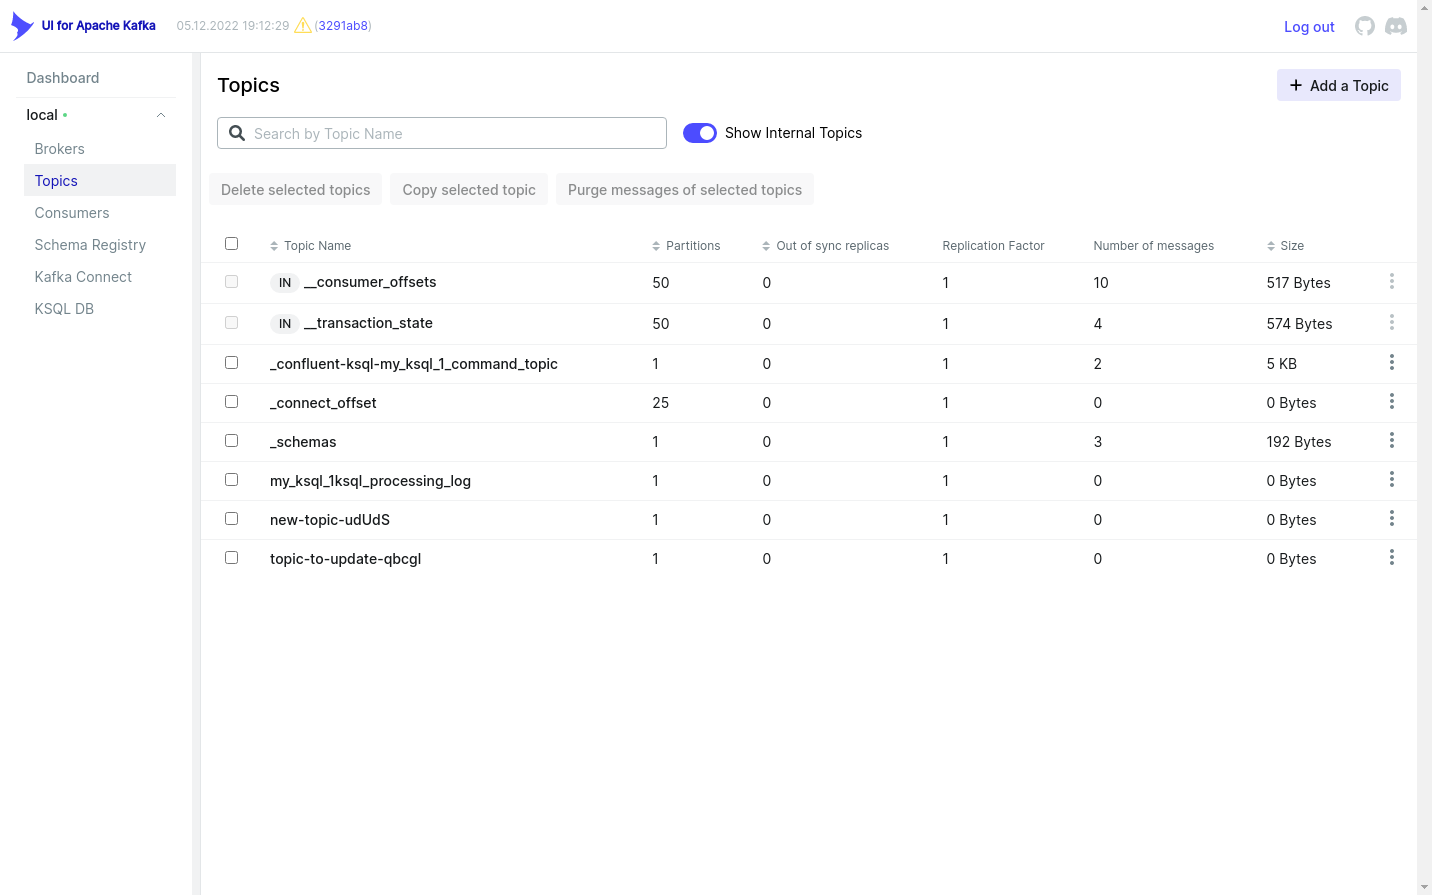 UI for Apache Kafka 05.12.2022 19:12:29 (3291ab8) Log out
Dashboard
local
Brokers
Topics
Consumers
Schema Registry
Kafka Connect
KSQL DB
Topics
Add a Topic
Search by Topic Name
Show Internal Topics
Delete selected topics Copy selected topic Purge messages of selected topics
Topic Name Partitions Out of sync replicas Replication Factor Number of messages Size
IN __consumer_offsets 50 0 1 10 517 Bytes
IN __transaction_state 50 0 1 4 574 Bytes
_confluent-ksql-my_ksql_1_command_topic 1 0 1 2 5 KB
_connect_offset 25 0 1 0 0 Bytes
_schemas 1 0 1 3 192 Bytes
my_ksql_1ksql_processing_log 1 0 1 0 0 Bytes
new-topic-udUdS 1 0 1 0 0 Bytes
topic-to-update-qbcgl 1 0 1 0 0 Bytes